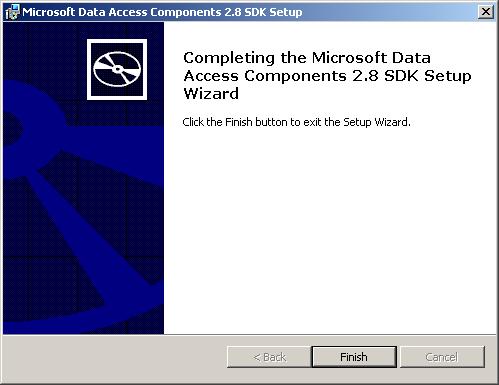 Microsoft Data Access Components 2.8 SDK Setup
Completing the Microsoft Data
Access Components 2.8 SDK Setup
Wizard
Click the Finish button to exit the Setup Wizard.
< Back
Finish
Cancel